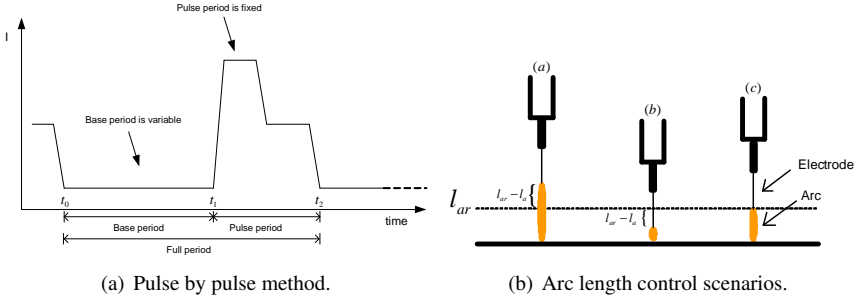 Pulse period is fixed
I
Base period is variable
t0 t1 t2
time
Base period Pulse period
Full period
(a) Pulse by pulse method.
(a)
(b)
(c)
Electrode
Arc
lar
lar−la{
lar−la{
(b) Arc length control scenarios.